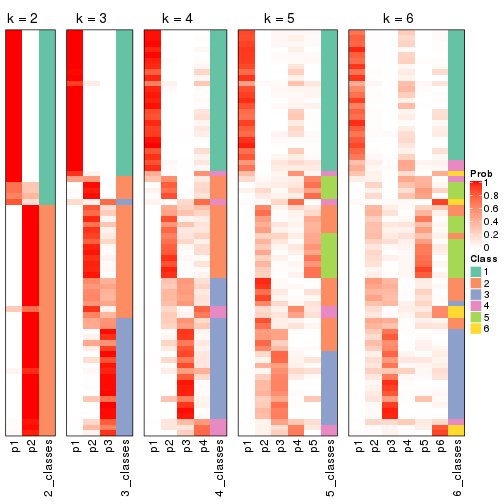 k = 2
k = 3
k = 4
k = 5
k = 6
p1
p2
2_classes
p1
p2
p3
3_classes
p1
p2
p3
p4
4_classes
p1
p2
p3
p4
p5
5_classes
p1
p2
p3
p4
p5
p6
6_classes
Prob
1
0.8
0.6
0.4
0.2
0
Class
1
2
3
4
5
6